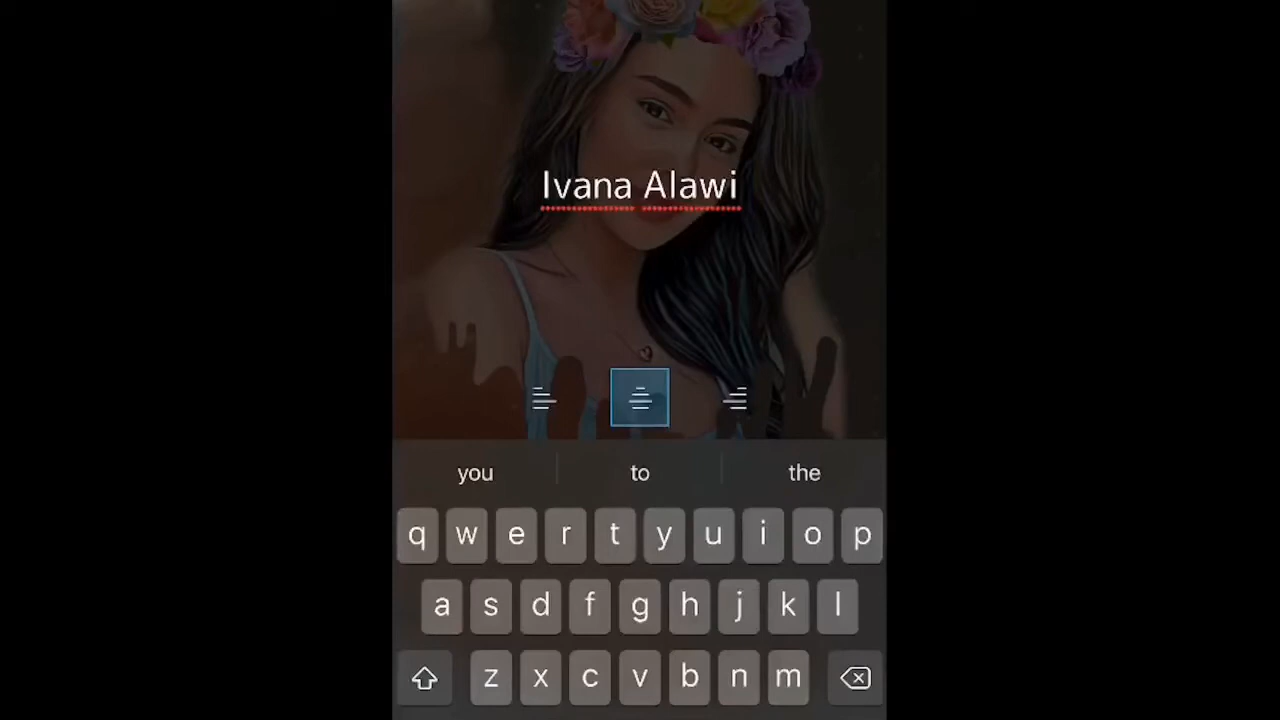 Ivana Alawi
you to the
q w e r t y u i o p
a s d f g h j k l
z x c v b n m